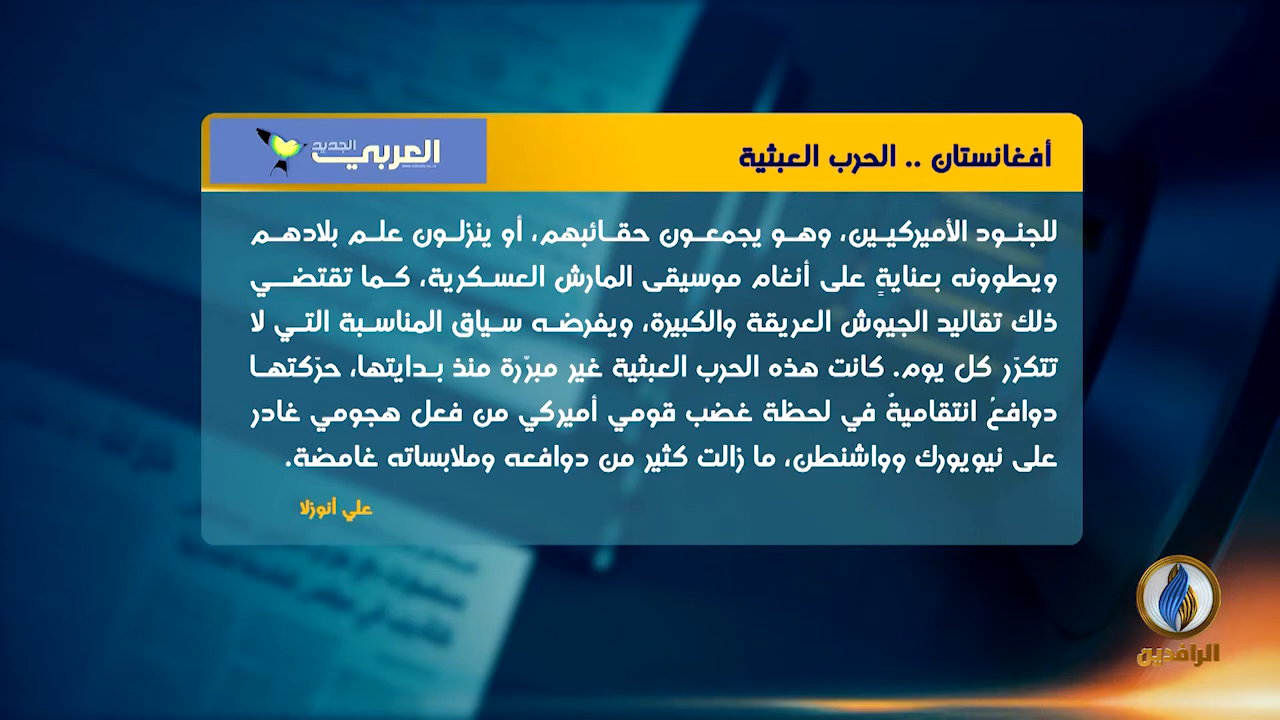 أفغانستان .. الحرب العبثية
العربي الجديد
للجنود الأميركيين، وهو يجمعون حقائبهم، أو ينزلون علم بلادهم
ويطوونه بعنايةٍ على أنغام موسيقى المارش العسكرية، كما تقتضي
ذلك تقاليد الجيوش العريقة والكبيرة، ويفرضه سياق المناسبة التي لا
تتكرّر كل يوم. كانت هذه الحرب العبثية غير مبرّرة منذ بدايتها، حرّكتها
دوافعُ انتقاميةٌ في لحظة غضب قومي أميركي من فعل هجومي غادر
على نيويورك وواشنطن، ما زالت كثير من دوافعه وملابساته غامضة.
علي أنوزلا
الرافدين